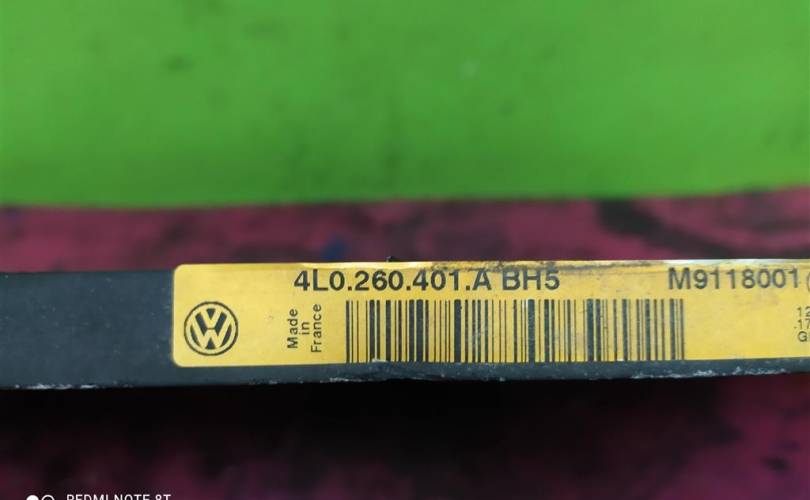 4L0.260.401.A BH5 M9118001
Made
in
France
VW
REDMI NOTE 8T